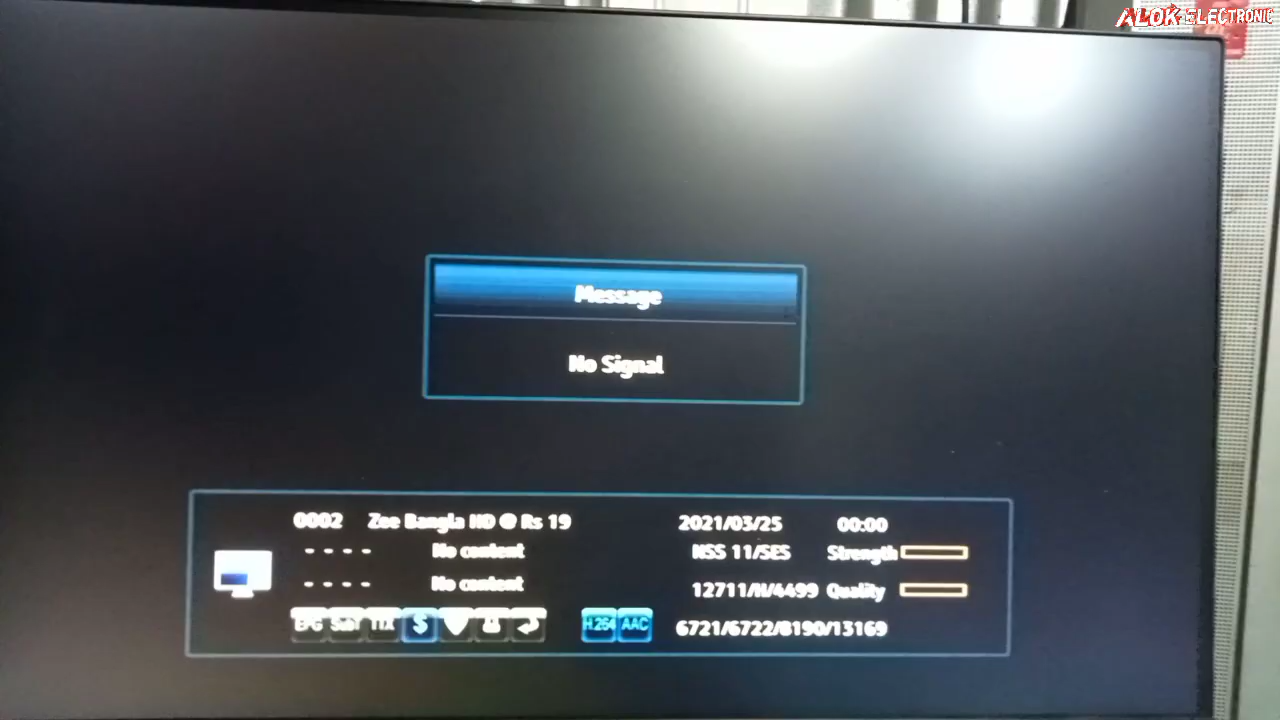 ALOK ELECTRONIC
Message
No Signal
0002 Zee Bangla HD @ Rs 19 2021/03/25 00:00
- - - - No content NSS 11/SES Strength
- - - - No content 12711/H/4499 Quality
EPG SubT TTX $ H.264 AAC 6721/6722/8190/13169